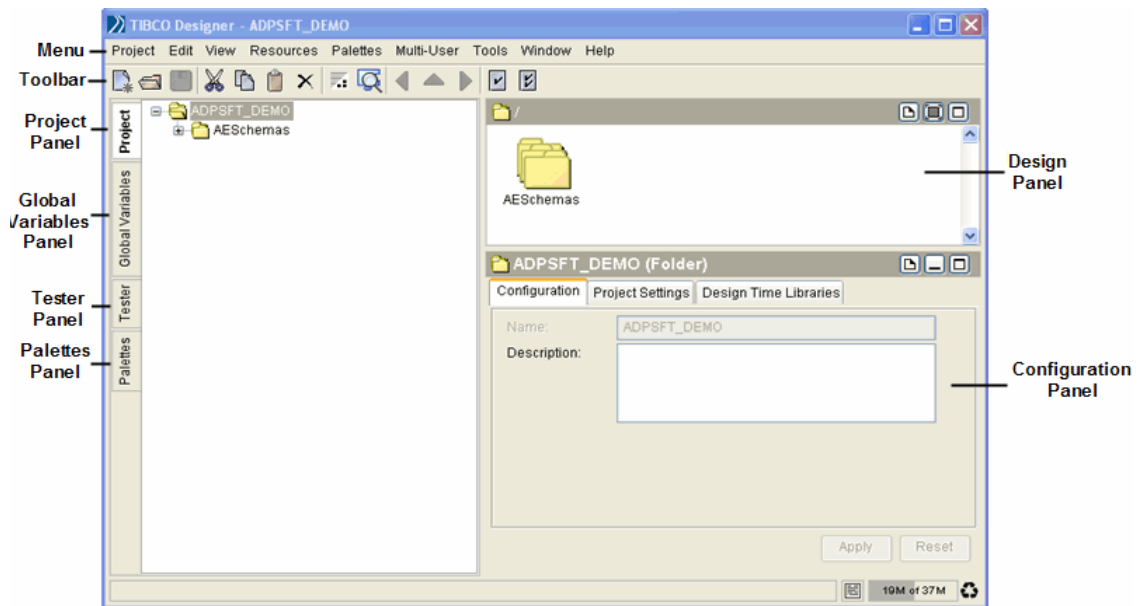 TIBCO Designer - ADPSFT_DEMO
Menu
Project Edit View Resources Palettes Multi-User Tools Window Help
Toolbar
Project
Panel
Global
Variables
Panel
Tester
Panel
Palettes
Panel
Project
Global Variables
Tester
Palettes
ADPSFT_DEMO
AESchemas
/
AESchemas
Design
Panel
ADPSFT_DEMO (Folder)
Configuration Project Settings Design Time Libraries
Name: ADPSFT_DEMO
Description:
Configuration
Panel
Apply Reset
19M of 37M